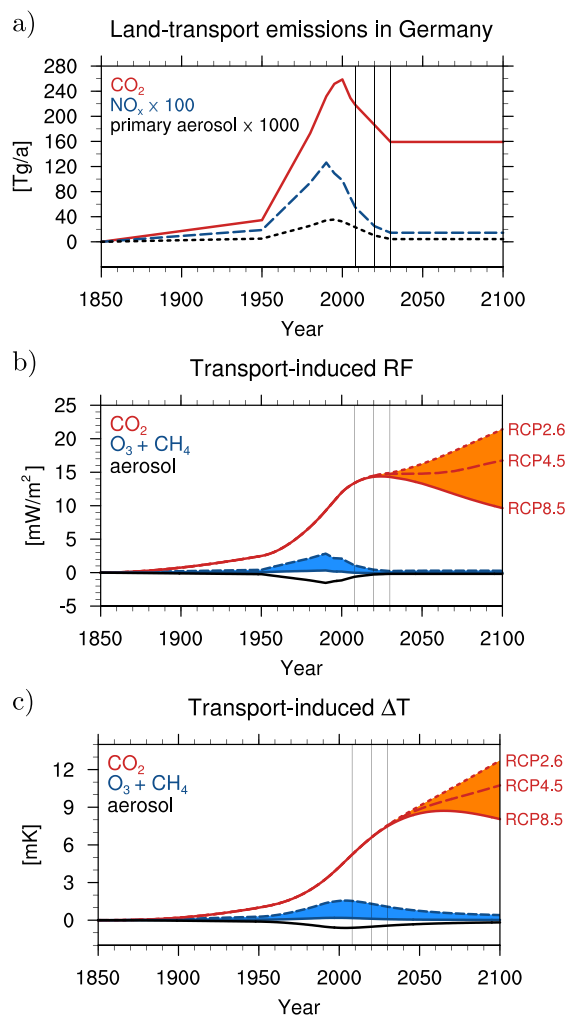 a)
Land-transport emissions in Germany
280
240
200
160
120
80
40
0
[Tg/a]
CO₂
NOₓ × 100
primary aerosol × 1000
1850 1900 1950 2000 2050 2100
Year
b)
Transport-induced RF
25
20
15
10
5
0
-5
[mW/m²]
CO₂
O₃ + CH₄
aerosol
RCP2.6
RCP4.5
RCP8.5
1850 1900 1950 2000 2050 2100
Year
c)
Transport-induced ΔT
12
9
6
3
0
[mK]
CO₂
O₃ + CH₄
aerosol
RCP2.6
RCP4.5
RCP8.5
1850 1900 1950 2000 2050 2100
Year